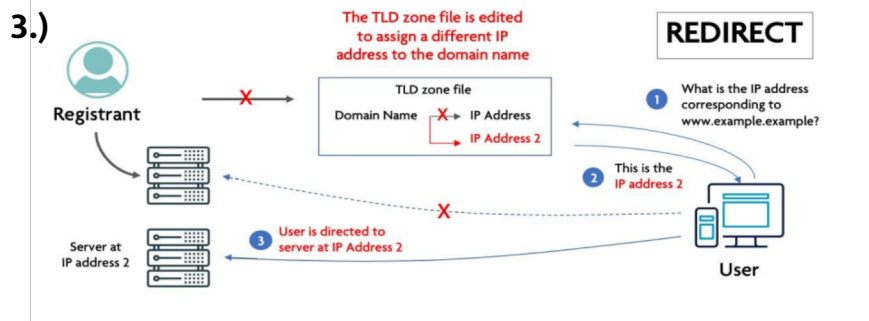 3.)
The TLD zone file is edited
to assign a different IP
address to the domain name
REDIRECT
Registrant
X
TLD zone file
Domain Name X IP Address
IP Address 2
1 What is the IP address
corresponding to
www.example.example?
2 This is the
IP address 2
X
3 User is directed to
server at IP Address 2
Server at
IP address 2
User